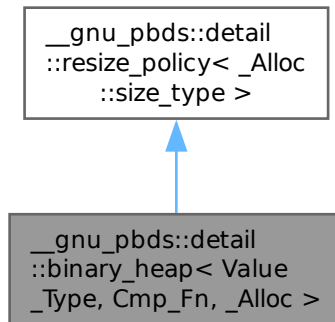 __gnu_pbds::detail
::resize_policy< _Alloc
::size_type >
__gnu_pbds::detail
::binary_heap< Value
_Type, Cmp_Fn, _Alloc >